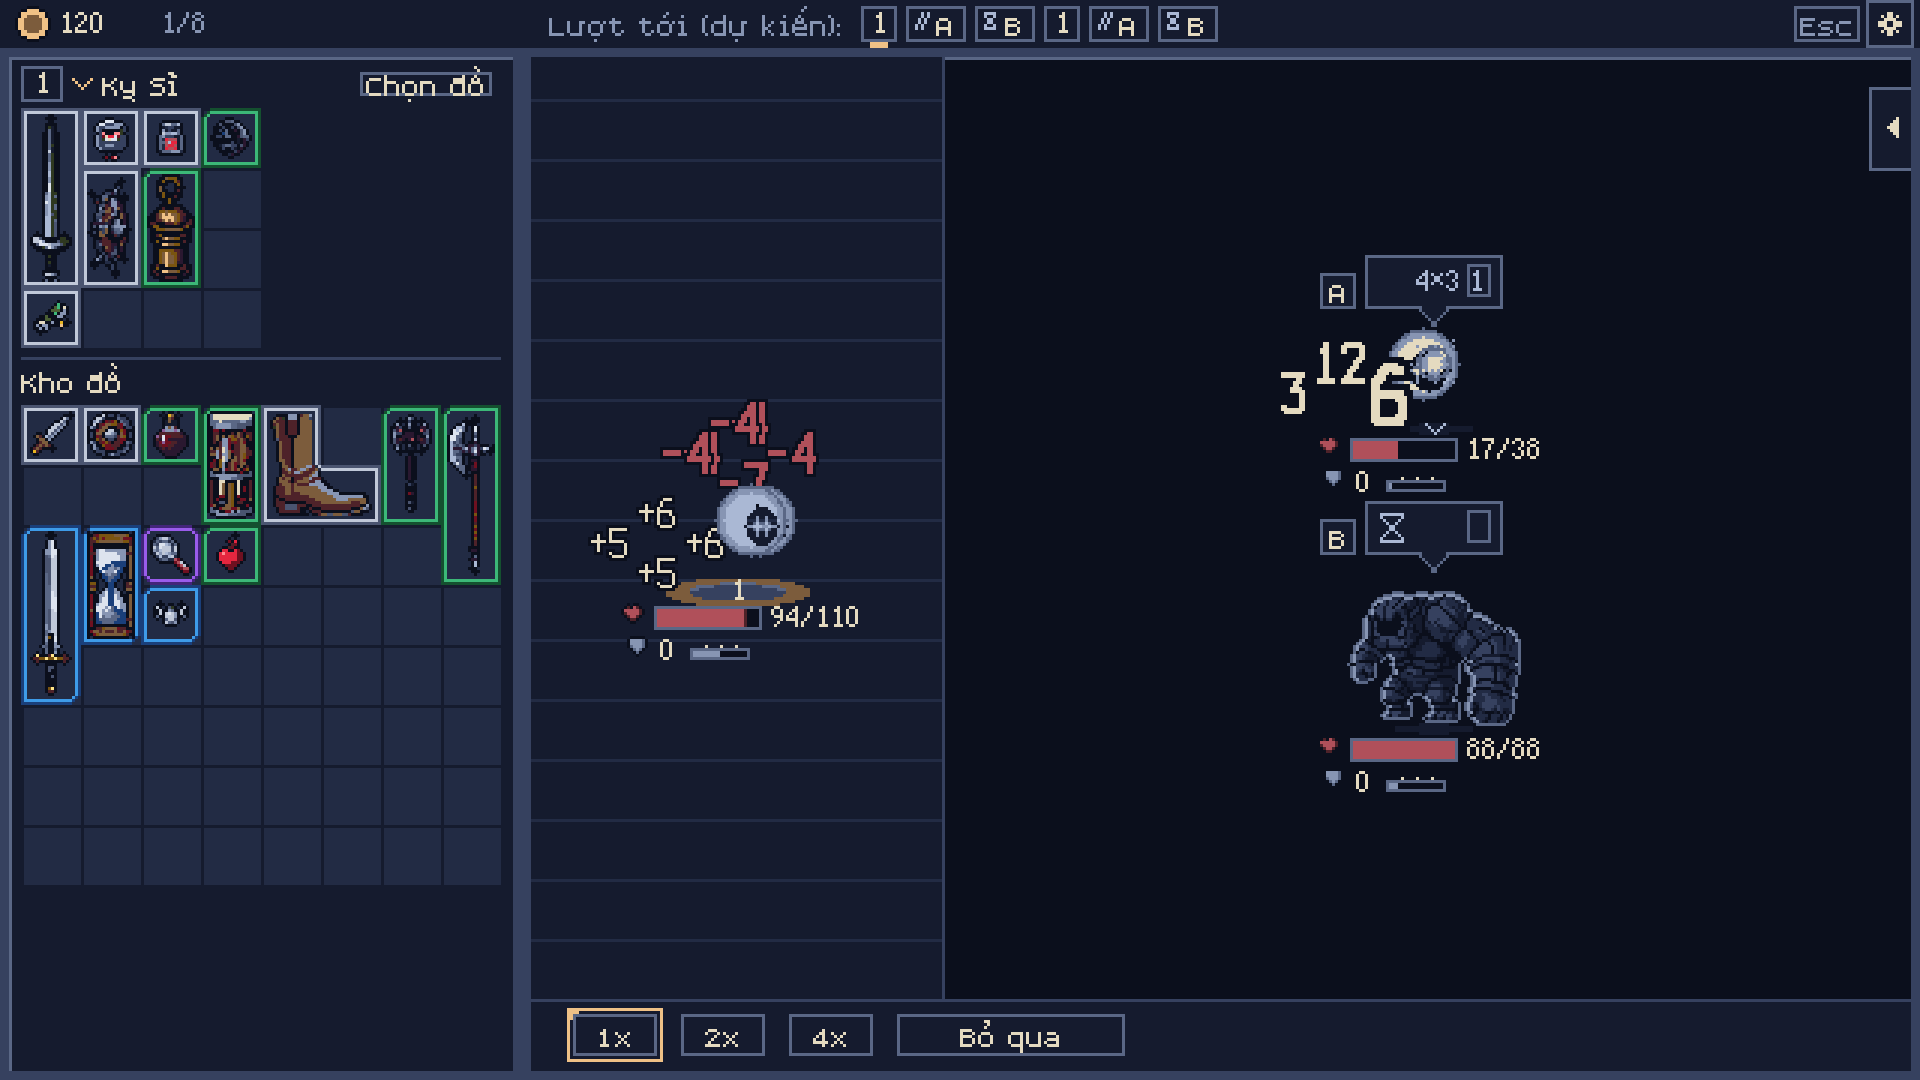 120 1/8 Lượt tới (dự kiến): 1 A B 1 A B Esc
1 Kỵ Sĩ Chọn đồ
Kho đồ
A 4×3 1
3 12 6
17/38
0
B
88/88
0
-4 -4 -4
-7
+6
+5 +6
+5
1
94/110
0
1x 2x 4x Bỏ qua